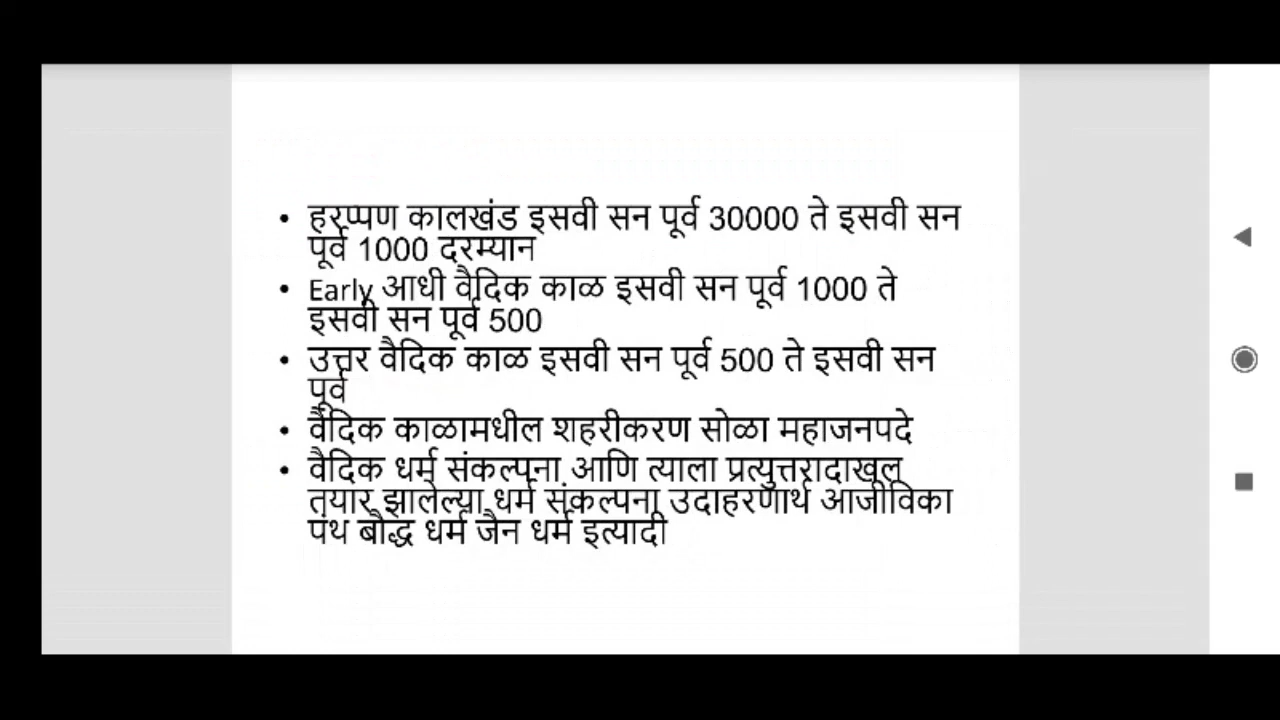 • हरप्पण कालखंड इसवी सन पूर्व 30000 ते इसवी सन
पूर्व 1000 दरम्यान
• Early आधी वैदिक काळ इसवी सन पूर्व 1000 ते
इसवी सन पूर्व 500
• उत्तर वैदिक काळ इसवी सन पूर्व 500 ते इसवी सन
पूर्व
• वैदिक काळामधील शहरीकरण सोळा महाजनपदे
• वैदिक धर्म संकल्पना आणि त्याला प्रत्युत्तरादाखल
तयार झालेल्या धर्म संकल्पना उदाहरणार्थ आजीविका
पंथ बौद्ध धर्म जैन धर्म इत्यादी